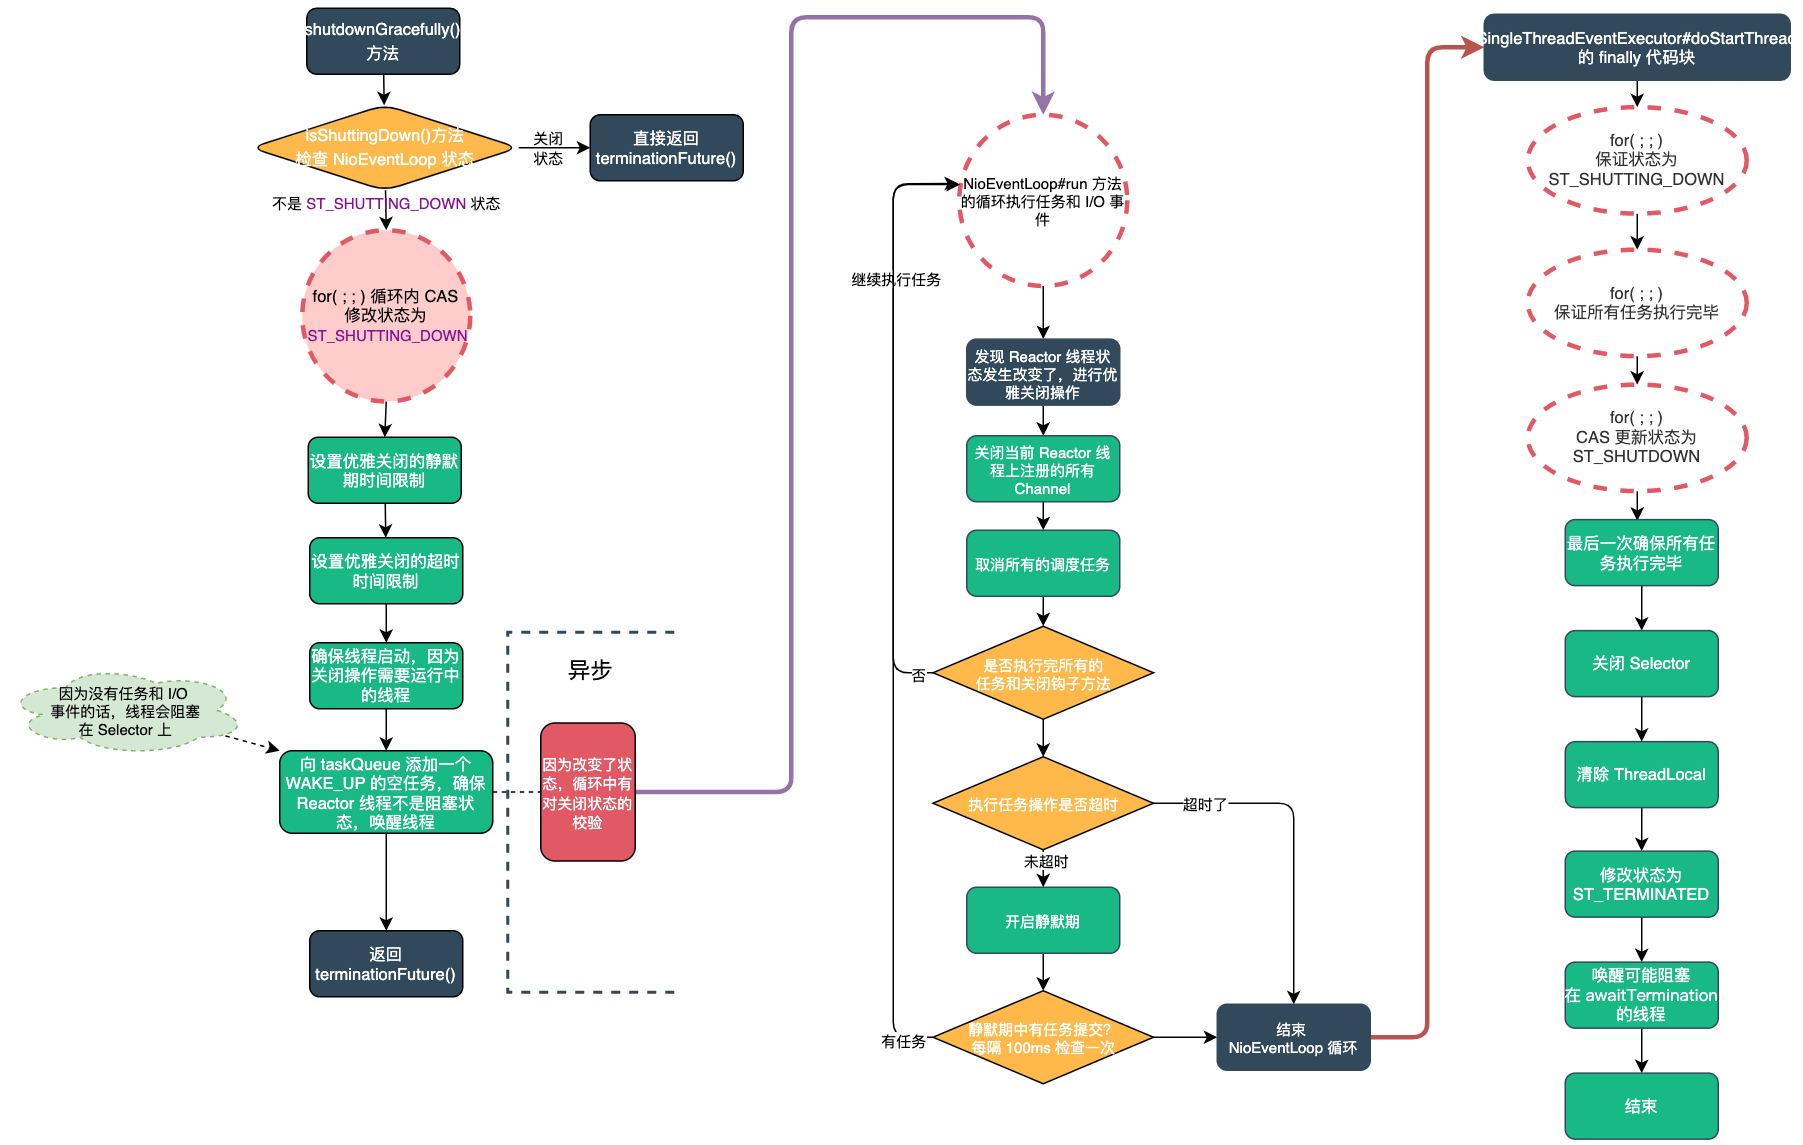 shutdownGracefully()
方法
isShuttingDown()方法
检查 NioEventLoop 状态
关闭
状态
直接返回
terminationFuture()
不是 ST_SHUTTING_DOWN 状态
for( ; ; ) 循环内 CAS
修改状态为
ST_SHUTTING_DOWN
设置优雅关闭的静默
期时间限制
设置优雅关闭的超时
时间限制
确保线程启动，因为
关闭操作需要运行中
的线程
因为没有任务和 I/O
事件的话，线程会阻塞
在 Selector 上
向 taskQueue 添加一个
WAKE_UP 的空任务，确保
Reactor 线程不是阻塞状
态，唤醒线程
返回
terminationFuture()
异步
因为改变了状
态，循环中有
对关闭状态的
校验
NioEventLoop#run 方法
的循环执行任务和 I/O 事
件
继续执行任务
发现 Reactor 线程状
态发生改变了，进行优
雅关闭操作
关闭当前 Reactor 线
程上注册的所有
Channel
取消所有的调度任务
是否执行完所有的
任务和关闭钩子方法
否
执行任务操作是否超时
超时了
未超时
开启静默期
静默期中有任务提交?
每隔 100ms 检查一次
有任务
结束
NioEventLoop 循环
SingleThreadEventExecutor#doStartThread
的 finally 代码块
for( ; ; )
保证状态为
ST_SHUTTING_DOWN
for( ; ; )
保证所有任务执行完毕
for( ; ; )
CAS 更新状态为
ST_SHUTDOWN
最后一次确保所有任
务执行完毕
关闭 Selector
清除 ThreadLocal
修改状态为
ST_TERMINATED
唤醒可能阻塞
在 awaitTermination
的线程
结束